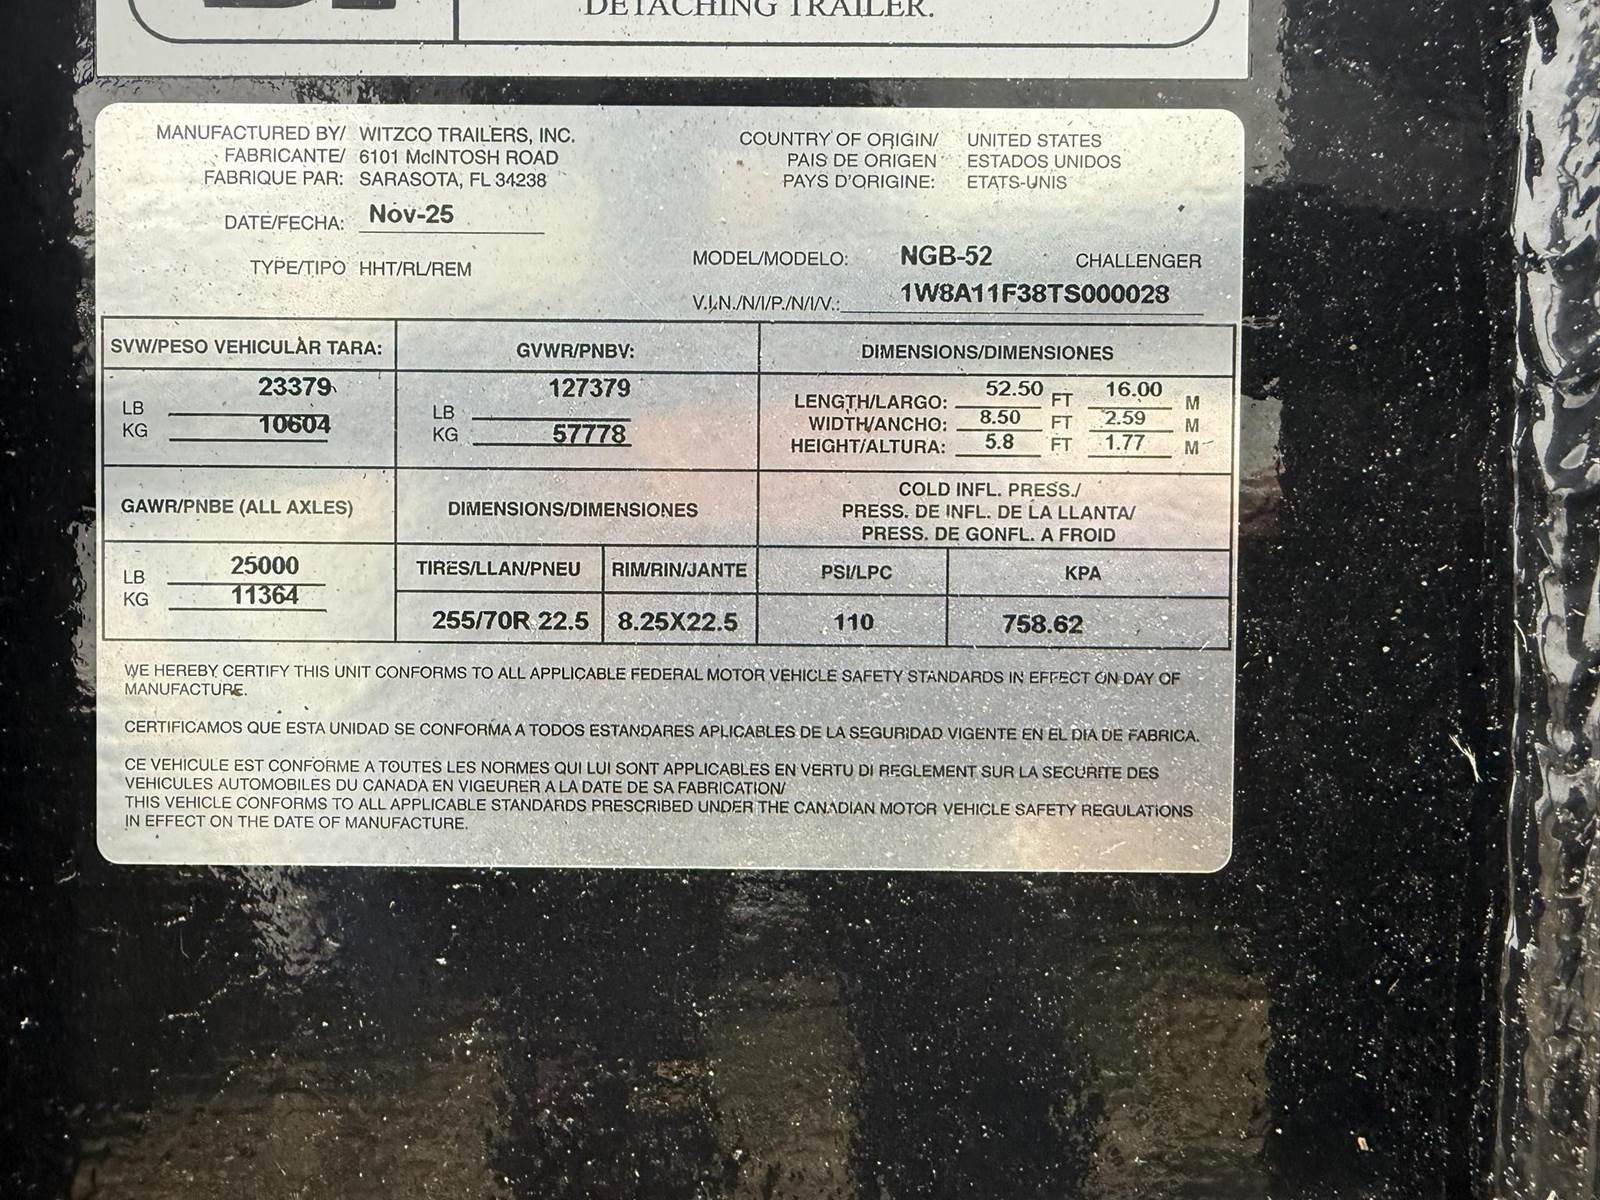 DETACHING TRAILER.
MANUFACTURED BY/ WITZCO TRAILERS, INC.
FABRICANTE/ 6101 McINTOSH ROAD
FABRIQUE PAR: SARASOTA, FL 34238
COUNTRY OF ORIGIN/ UNITED STATES
PAIS DE ORIGEN ESTADOS UNIDOS
PAYS D'ORIGINE: ETATS-UNIS
DATE/FECHA: Nov-25
TYPE/TIPO HHT/RL/REM
MODEL/MODELO: NGB-52 CHALLENGER
V.I.N./N/I/P./N/I/V.: 1W8A11F38TS000028
SVW/PESO VEHICULAR TARA:
23379
LB
KG 10604
GVWR/PNBV:
127379
LB
KG 57778
DIMENSIONS/DIMENSIONES
LENGTH/LARGO: 52.50 FT 16.00 M
WIDTH/ANCHO: 8.50 FT 2.59 M
HEIGHT/ALTURA: 5.8 FT 1.77 M
GAWR/PNBE (ALL AXLES)
LB 25000
KG 11364
DIMENSIONS/DIMENSIONES
TIRES/LLAN/PNEU RIM/RIN/JANTE
255/70R 22.5 8.25X22.5
COLD INFL. PRESS./
PRESS. DE INFL. DE LA LLANTA/
PRESS. DE GONFL. A FROID
PSI/LPC KPA
110 758.62
WE HEREBY CERTIFY THIS UNIT CONFORMS TO ALL APPLICABLE FEDERAL MOTOR VEHICLE SAFETY STANDARDS IN EFFECT ON DAY OF
MANUFACTURE.
CERTIFICAMOS QUE ESTA UNIDAD SE CONFORMA A TODOS ESTANDARES APLICABLES DE LA SEGURIDAD VIGENTE EN EL DIA DE FABRICA.
CE VEHICULE EST CONFORME A TOUTES LES NORMES QUI LUI SONT APPLICABLES EN VERTU DI REGLEMENT SUR LA SECURITE DES
VEHICULES AUTOMOBILES DU CANADA EN VIGEURER A LA DATE DE SA FABRICATION/
THIS VEHICLE CONFORMS TO ALL APPLICABLE STANDARDS PRESCRIBED UNDER THE CANADIAN MOTOR VEHICLE SAFETY REGULATIONS
IN EFFECT ON THE DATE OF MANUFACTURE.